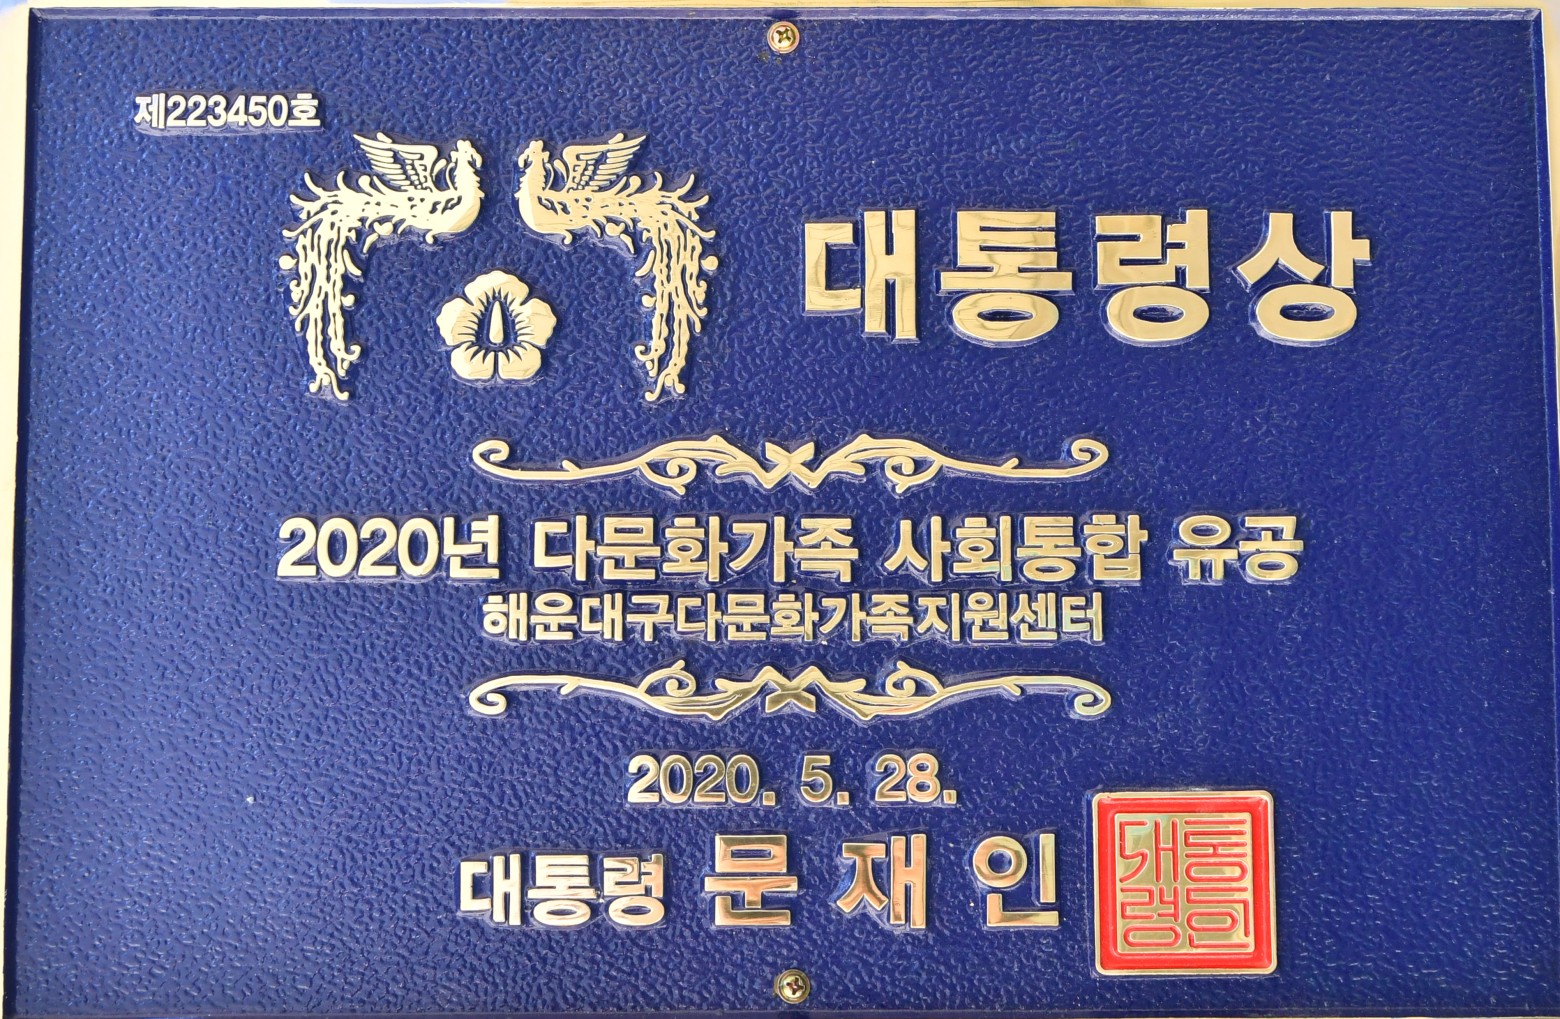 제223450호
대통령상
2020년 다문화가족 사회통합 유공
해운대구다문화가족지원센터
2020. 5. 28.
대통령 문재인
대통
령의